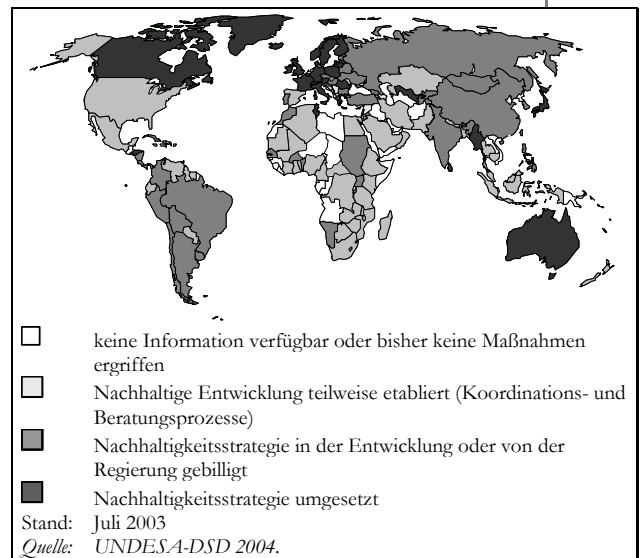 keine Information verfügbar oder bisher keine Maßnahmen
ergriffen
Nachhaltige Entwicklung teilweise etabliert (Koordinations- und
Beratungsprozesse)
Nachhaltigkeitsstrategie in der Entwicklung oder von der
Regierung gebilligt
Nachhaltigkeitsstrategie umgesetzt
Stand: Juli 2003
Quelle: UNDESA-DSD 2004.